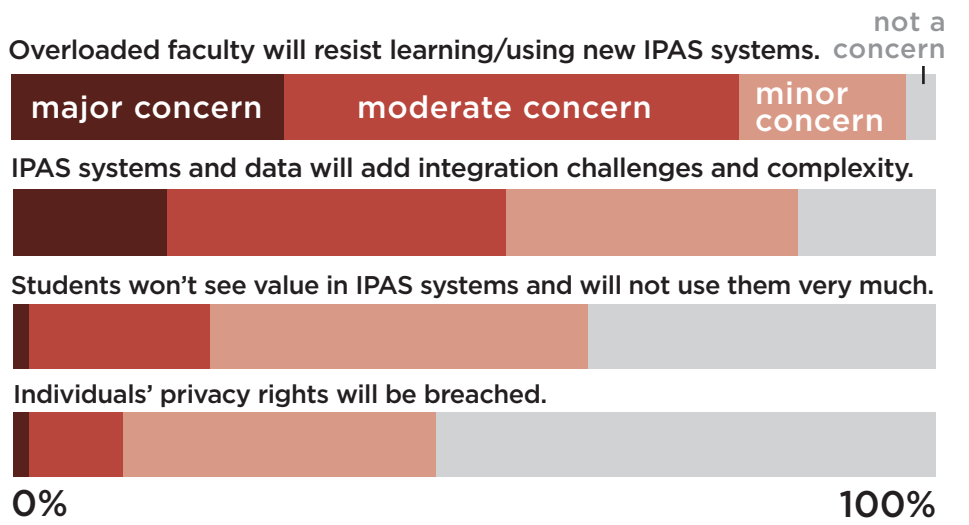 not a
Overloaded faculty will resist learning/using new IPAS systems. concern
major concern moderate concern minor
concern
IPAS systems and data will add integration challenges and complexity.
Students won’t see value in IPAS systems and will not use them very much.
Individuals’ privacy rights will be breached.
0% 100%